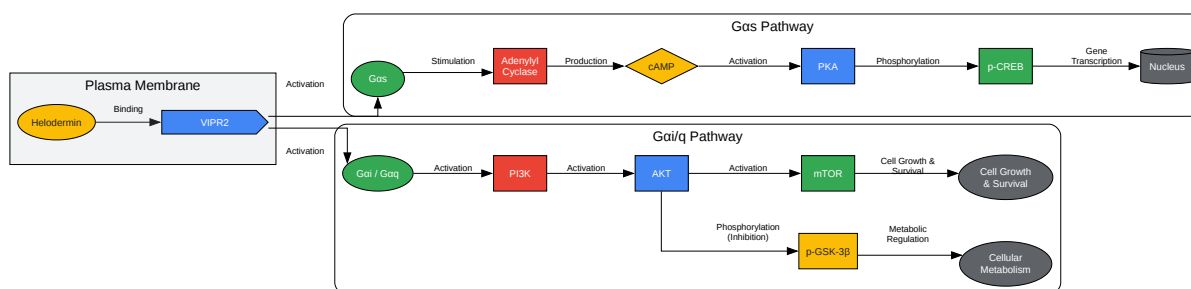 Gαs Pathway
Plasma Membrane
Helodermin
Binding
VIPR2
Activation
Activation
Gαs
Stimulation
Adenylyl
Cyclase
Production
cAMP
Activation
PKA
Phosphorylation
p-CREB
Gene
Transcription
Nucleus
Gαi/q Pathway
Gαi / Gαq
Activation
PI3K
Activation
AKT
Activation
mTOR
Cell Growth &
Survival
Cell Growth
& Survival
Phosphorylation
(Inhibition)
p-GSK-3β
Metabolic
Regulation
Cellular
Metabolism